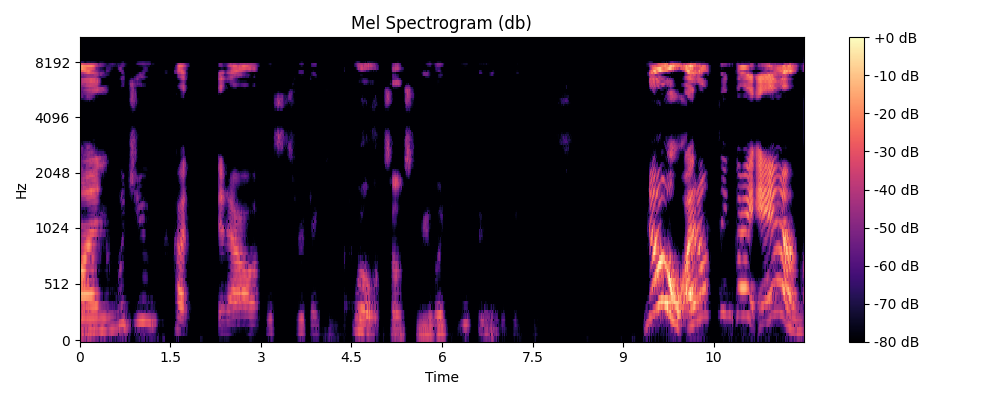 Mel Spectrogram (db)
8192
4096
2048
1024
512
0
Hz
0 1.5 3 4.5 6 7.5 9 10
Time
+0 dB
-10 dB
-20 dB
-30 dB
-40 dB
-50 dB
-60 dB
-70 dB
-80 dB